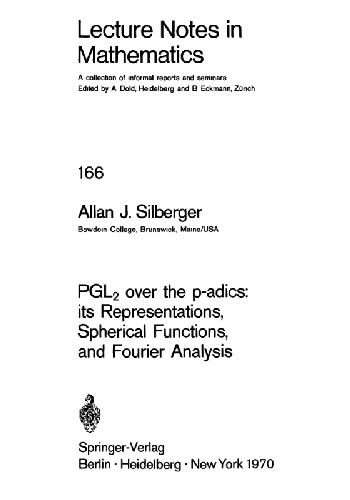 Lecture Notes in
Mathematics
A collection of informal reports and seminars
Edited by A. Dold, Heidelberg and B. Eckmann, Zürich
166
Allan J. Silberger
Bowdoin College, Brunswick, Maine/USA
PGL₂ over the p-adics:
its Representations,
Spherical Functions,
and Fourier Analysis
Springer-Verlag
Berlin · Heidelberg · New York 1970